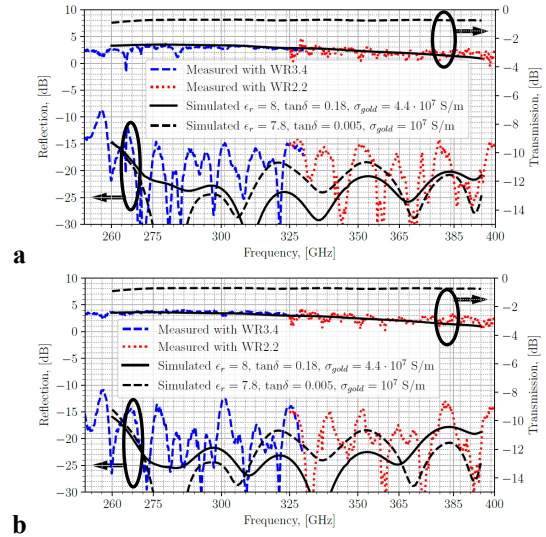 10
5
0
−5
−10
−15
−20
−25
−30
Reflection, [dB]
0
−2
−4
−6
−8
−10
−12
−14
Transmission, [dB]
Measured with WR3.4
Measured with WR2.2
Simulated ϵr = 8, tanδ = 0.18, σgold = 4.4 · 10⁷ S/m
Simulated ϵr = 7.8, tanδ = 0.005, σgold = 10⁷ S/m
260 275 300 325 350 365 385 400
Frequency, [GHz]
a
10
5
0
−5
−10
−15
−20
−25
−30
Reflection, [dB]
0
−2
−4
−6
−8
−10
−12
−14
Transmission, [dB]
Measured with WR3.4
Measured with WR2.2
Simulated ϵr = 8, tanδ = 0.18, σgold = 4.4 · 10⁷ S/m
Simulated ϵr = 7.8, tanδ = 0.005, σgold = 10⁷ S/m
260 275 300 325 350 365 385 400
Frequency, [GHz]
b